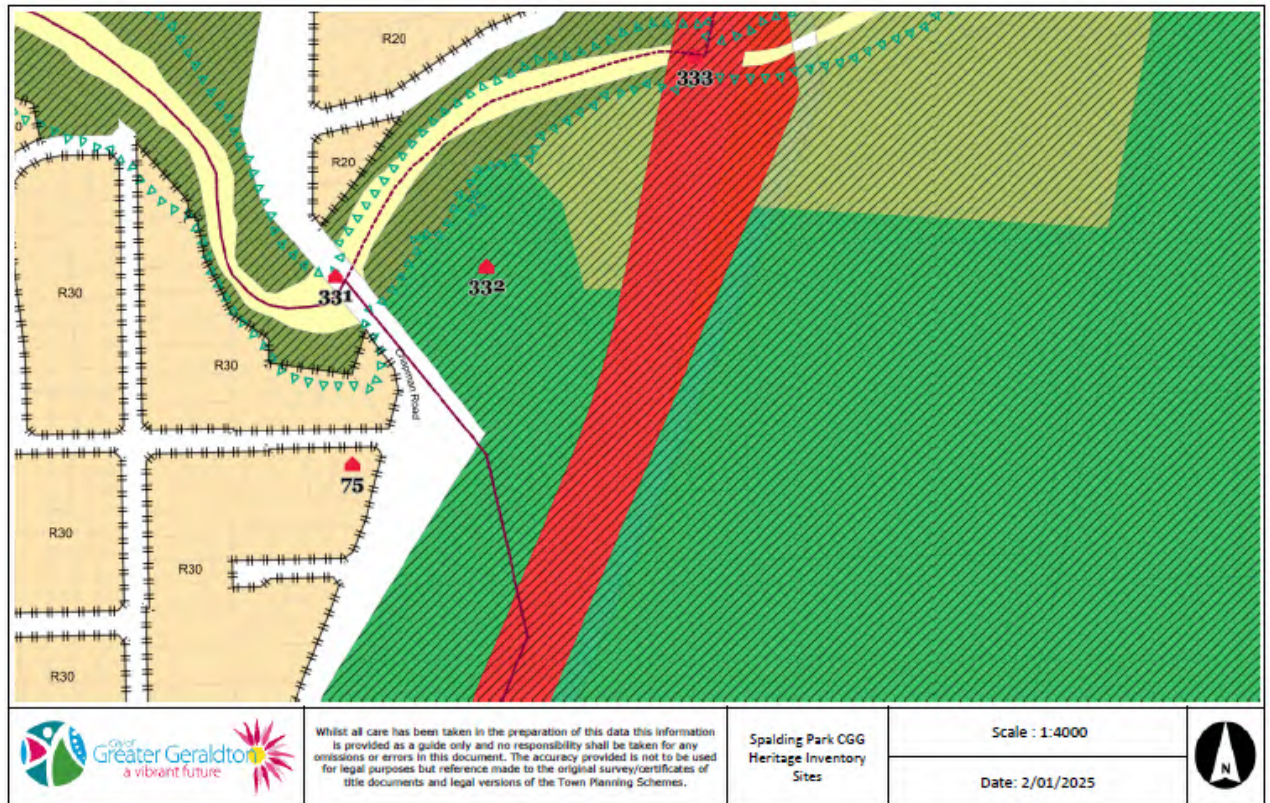 R20
333
R20
R30
331
332
R30
Chapman Road
75
R30
R30
R30
City of
Greater Geraldton
a vibrant future
Whilst all care has been taken in the preparation of this data this information
is provided as a guide only and no responsibility shall be taken for any
omissions or errors in this document. The accuracy provided is not to be used
for legal purposes but reference made to the original survey/certificates of
title documents and legal versions of the Town Planning Schemes.
Spalding Park CGG
Heritage Inventory
Sites
Scale : 1:4000
Date: 2/01/2025
N